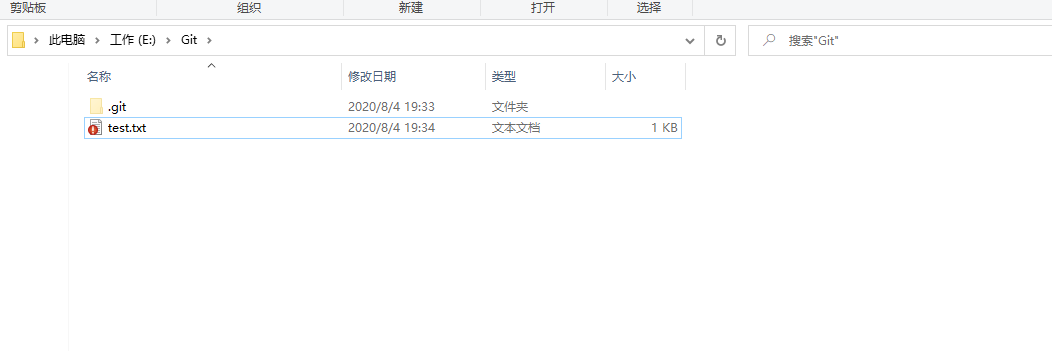 剪贴板 组织 新建 打开 选择
此电脑 工作 (E:) Git 搜索"Git"
名称 修改日期 类型 大小
.git 2020/8/4 19:33 文件夹
test.txt 2020/8/4 19:34 文本文档 1 KB